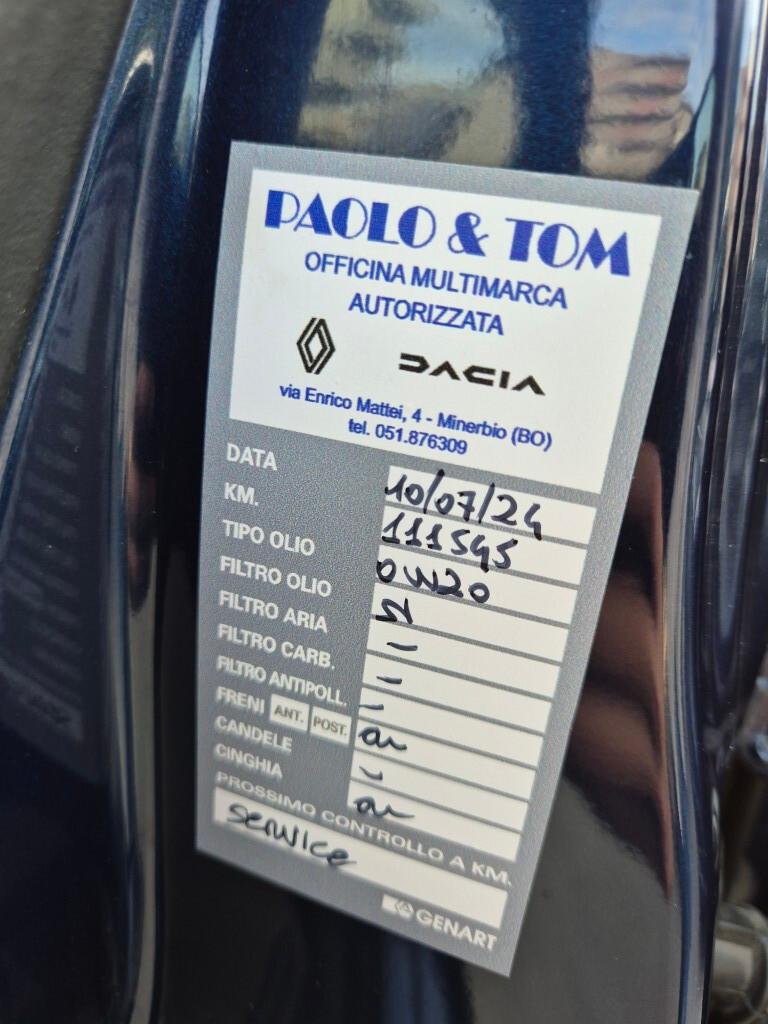 PAOLO & TOM
OFFICINA MULTIMARCA
AUTORIZZATA
DACIA
via Enrico Mattei, 4 - Minerbio (BO)
tel. 051.876309
DATA 10/07/24
KM. 111545
TIPO OLIO 0W20
FILTRO OLIO SI
FILTRO ARIA -
FILTRO CARB. -
FILTRO ANTIPOLL. -
FRENI ANT. POST.
CANDELE -
CINGHIA
PROSSIMO CONTROLLO A KM.
service
GENART